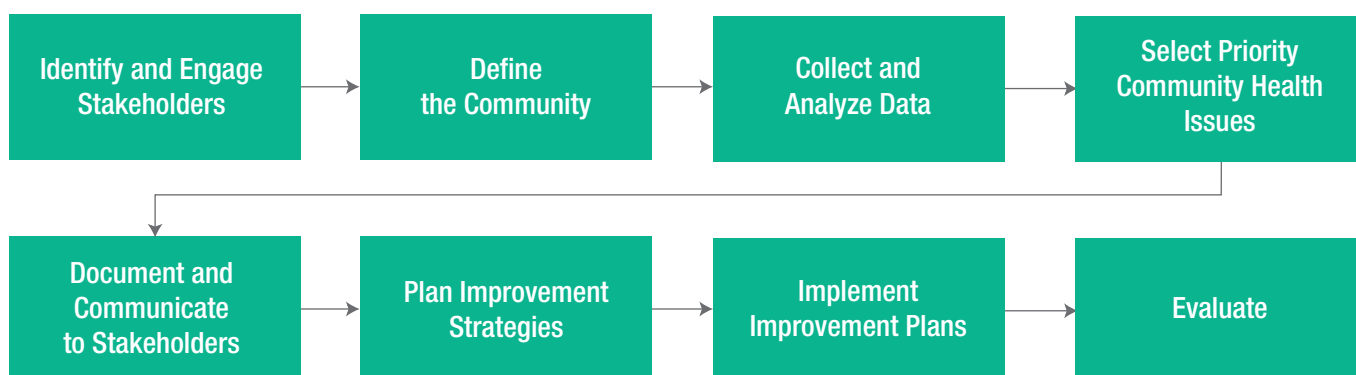 Identify and Engage
Stakeholders
Define
the Community
Collect and
Analyze Data
Select Priority
Community Health
Issues
Document and
Communicate
to Stakeholders
Plan Improvement
Strategies
Implement
Improvement Plans
Evaluate